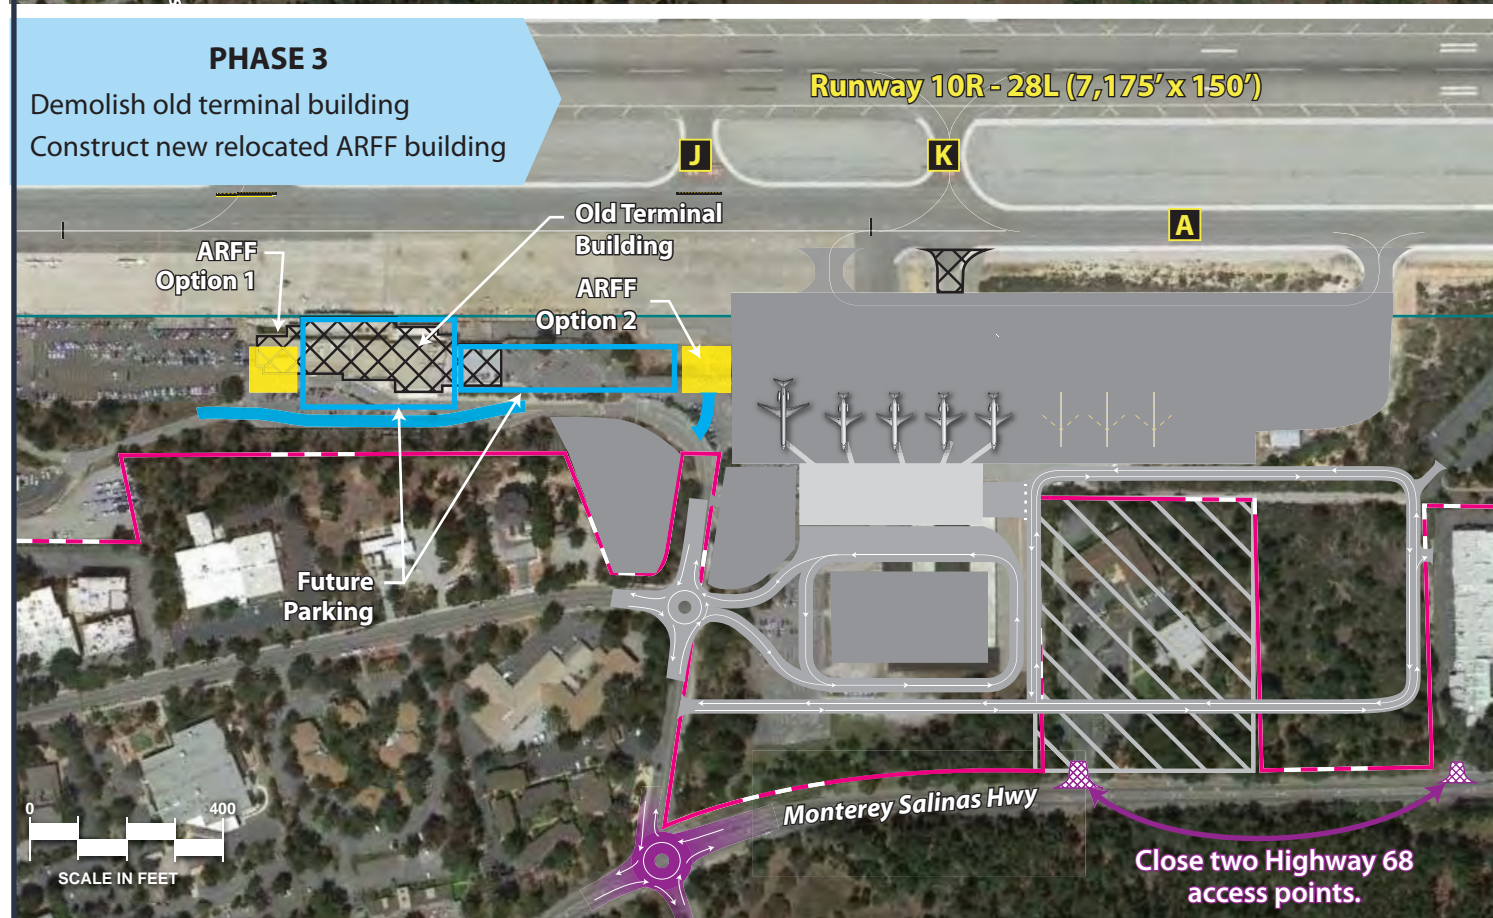 PHASE 3
Demolish old terminal building
Construct new relocated ARFF building
Runway 10R - 28L (7,175' x 150')
J
K
A
Old Terminal
Building
ARFF
Option 1
ARFF
Option 2
Future
Parking
Monterey Salinas Hwy
0 400
SCALE IN FEET
Close two Highway 68
access points.